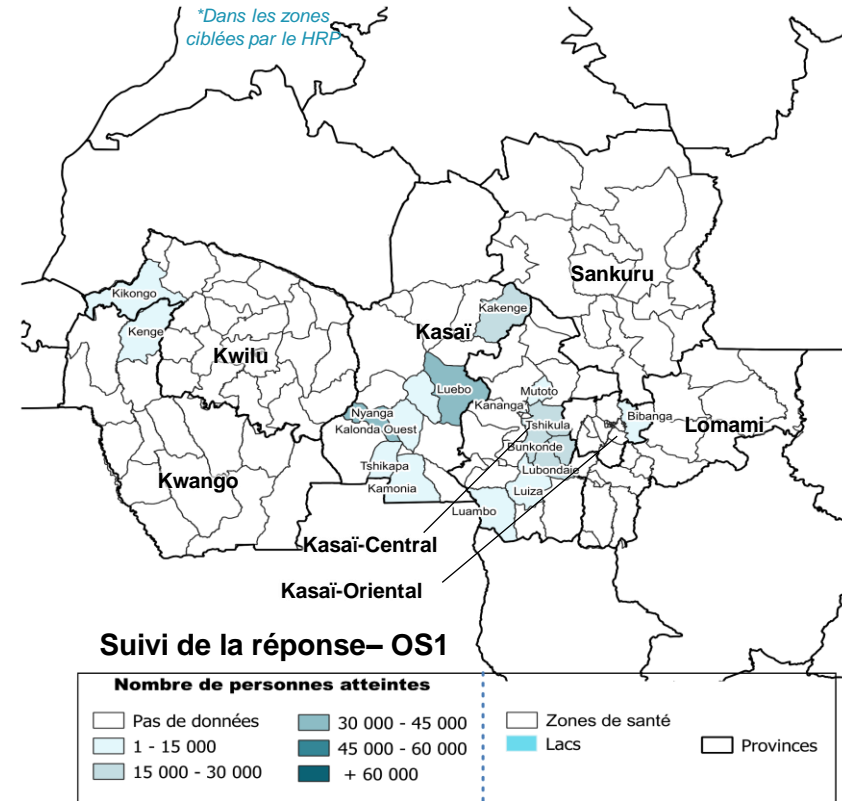 *Dans les zones
ciblées par le HRP
Sankuru
Kikongo
Kakenge
Kenge
Kasaï
Kwilu
Luebo
Mutoto
Kananga
Nyanga
Bibanga
Tshikula
Lomami
Kalonda Ouest
Bunkonde
Tshikapa
Lubondaie
Kwango
Kamonia
Luiza
Luambo
Kasaï-Central
Kasaï-Oriental
Suivi de la réponse– OS1
Nombre de personnes atteintes
Pas de données
1 - 15 000
15 000 - 30 000
30 000 - 45 000
45 000 - 60 000
+ 60 000
Zones de santé
Lacs
Provinces